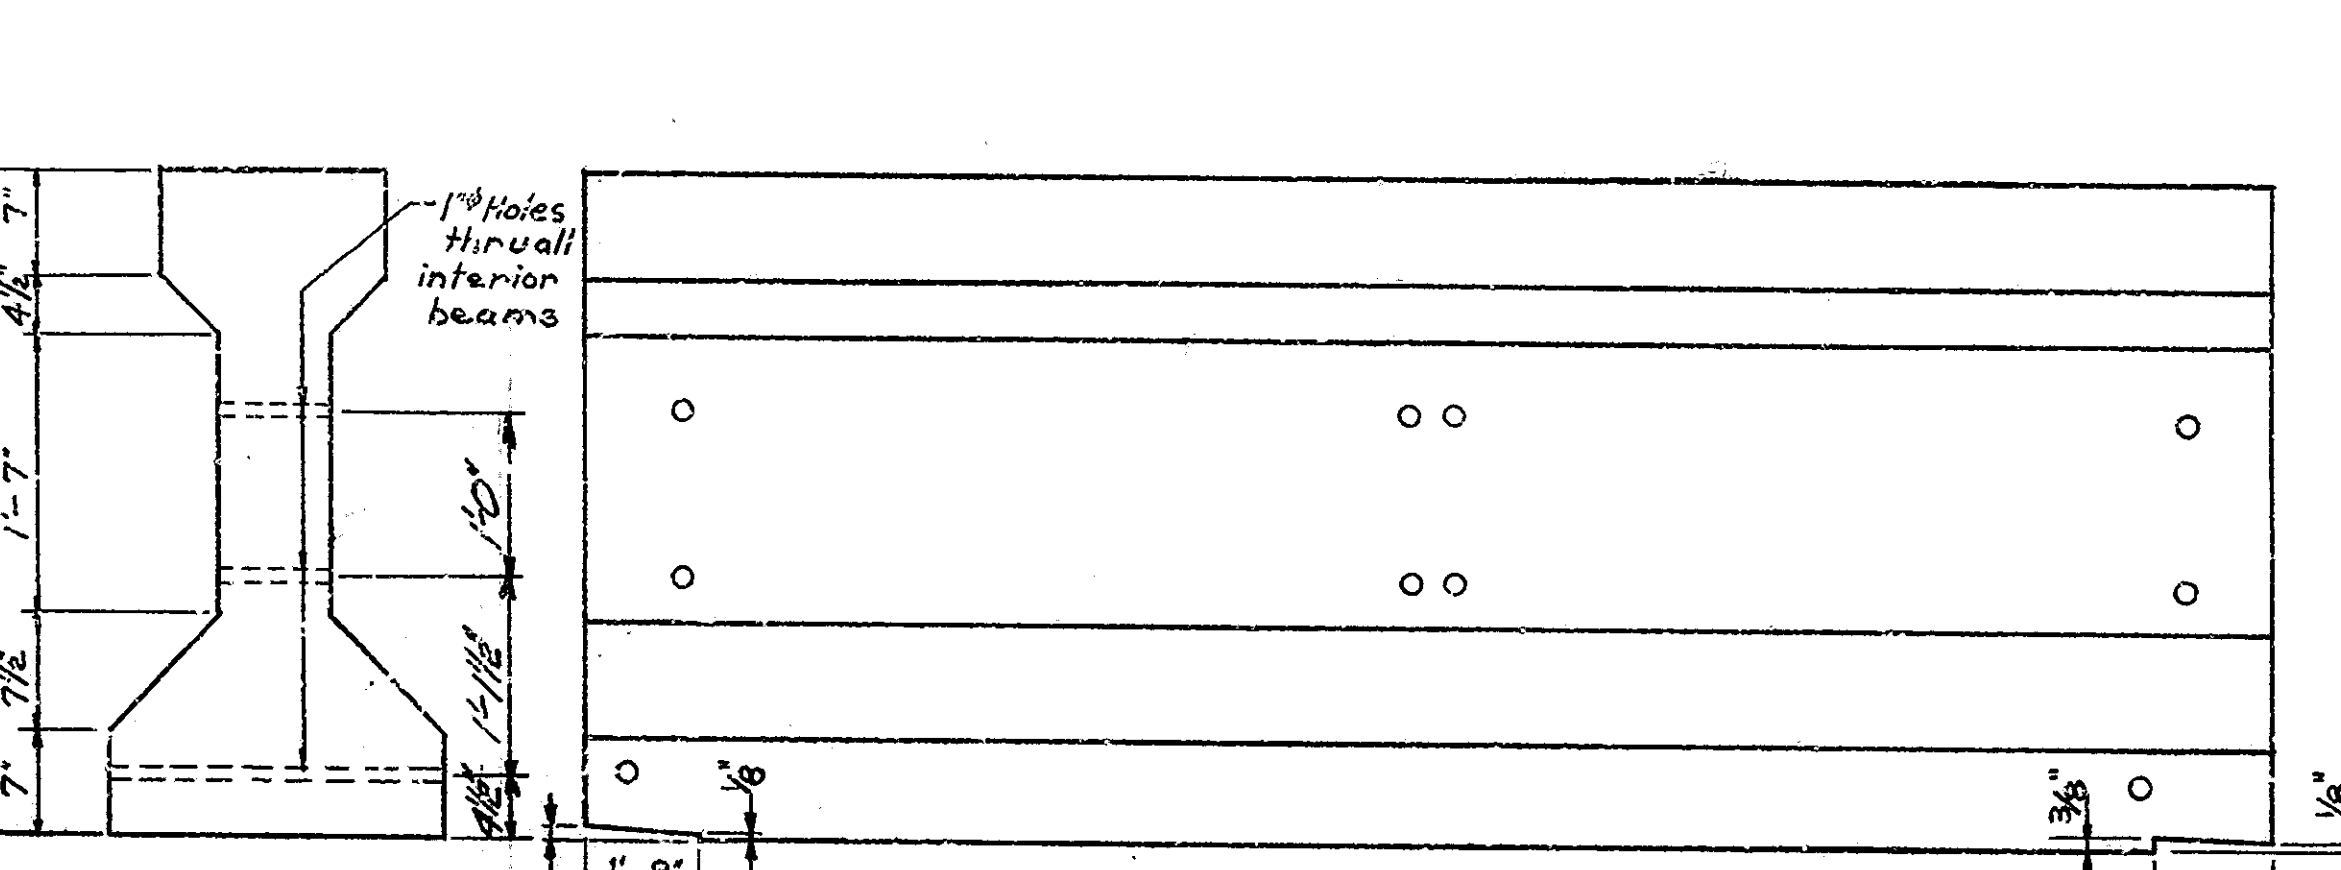 7"
4½"
1'-7"
7½"
7"
1"ø Holes
thru all
interior
beams
1'-0"
1'-1½"
4½"
⅛"
⅜"
⅛"